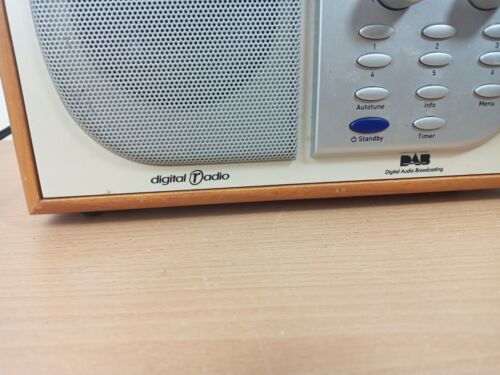 1 2 3
4 5 6
Autotune Info Menu
Standby Timer
digital radio
DAB
Digital Audio Broadcasting